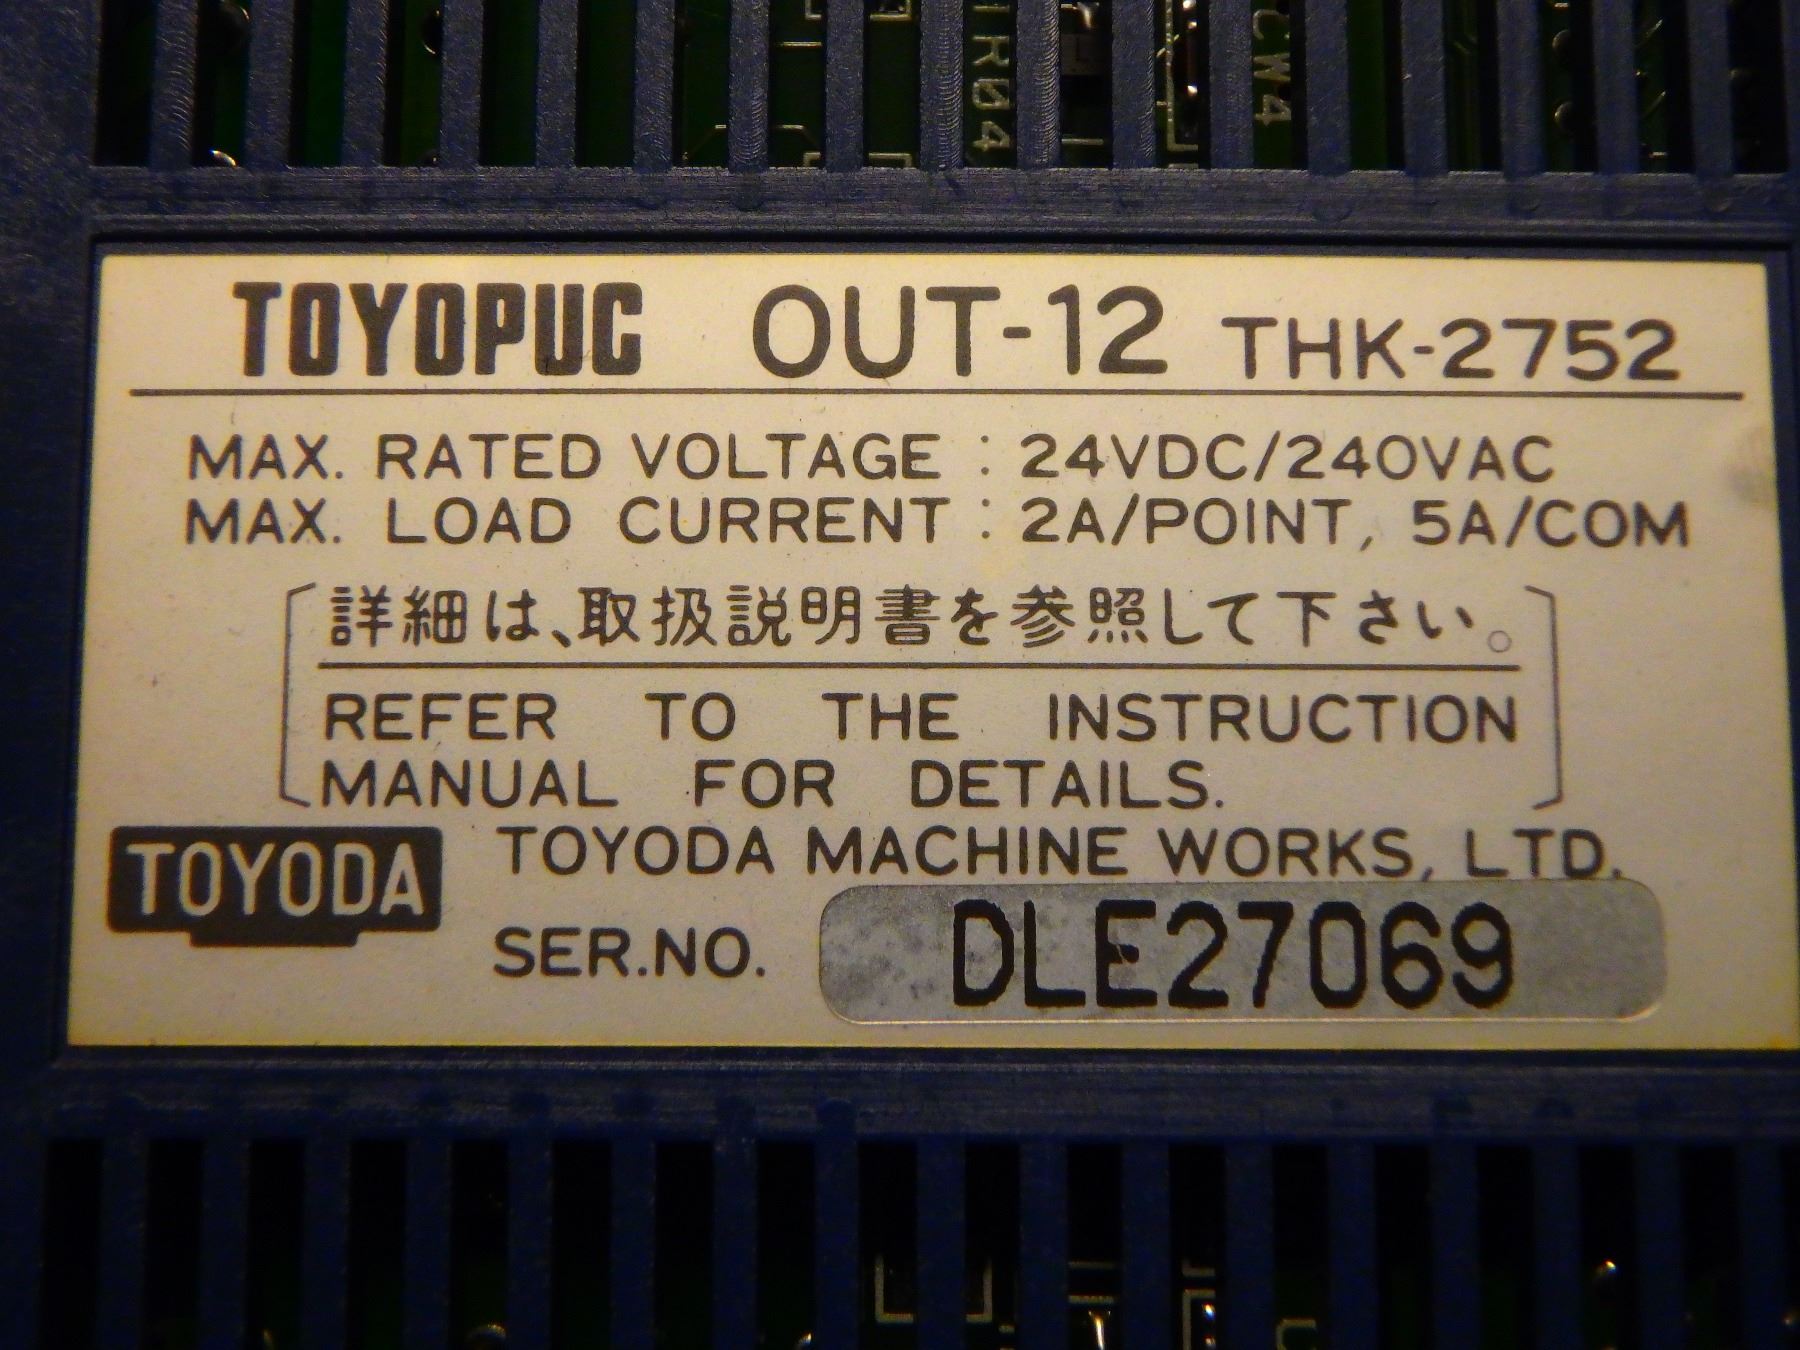 TR04
CW4
TOYOPUC OUT-12 THK-2752
MAX. RATED VOLTAGE : 24VDC/240VAC
MAX. LOAD CURRENT : 2A/POINT, 5A/COM
詳細は、取扱説明書を参照して下さい。
REFER TO THE INSTRUCTION
MANUAL FOR DETAILS.
TOYODA TOYODA MACHINE WORKS, LTD.
SER.NO. DLE27069